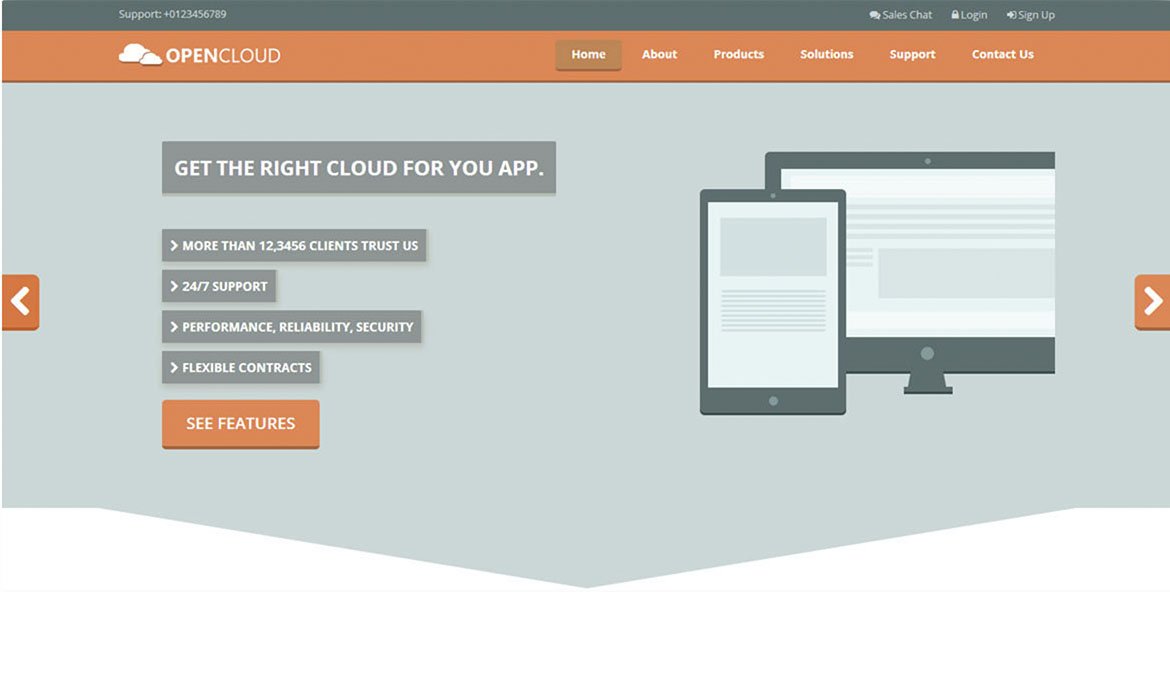 Support: +0123456789
Sales Chat Login Sign Up
OPENCLOUD
Home About Products Solutions Support Contact Us
GET THE RIGHT CLOUD FOR YOU APP.
MORE THAN 12,3456 CLIENTS TRUST US
24/7 SUPPORT
PERFORMANCE, RELIABILITY, SECURITY
FLEXIBLE CONTRACTS
SEE FEATURES